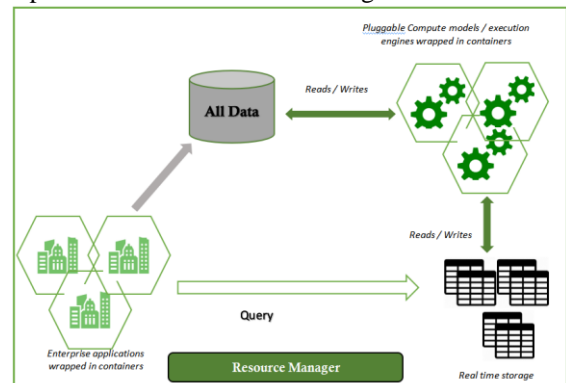 Pluggable Compute models / execution
engines wrapped in containers
Reads / Writes
All Data
Reads / Writes
Query
Enterprise applications
wrapped in containers
Resource Manager
Real time storage